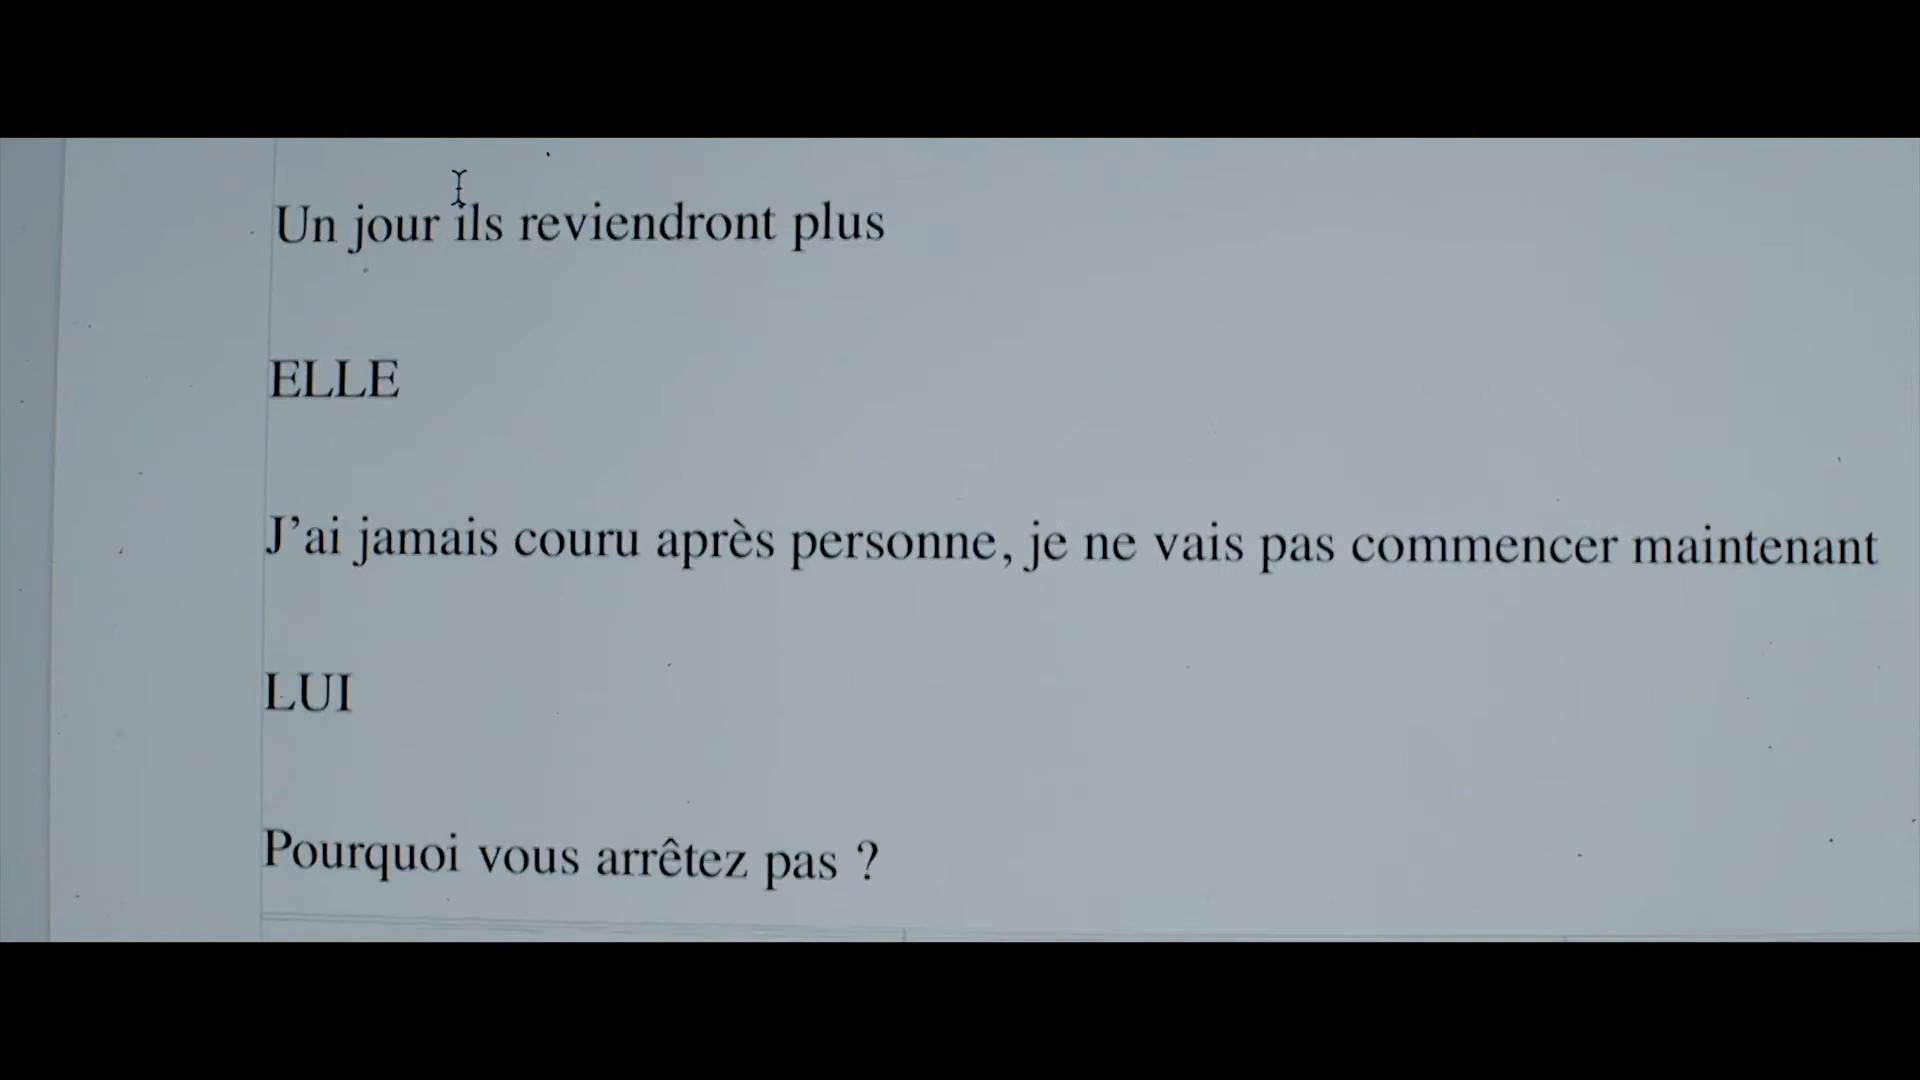 Un jour ils reviendront plus
ELLE
J’ai jamais couru après personne, je ne vais pas commencer maintenant
LUI
Pourquoi vous arrêtez pas ?